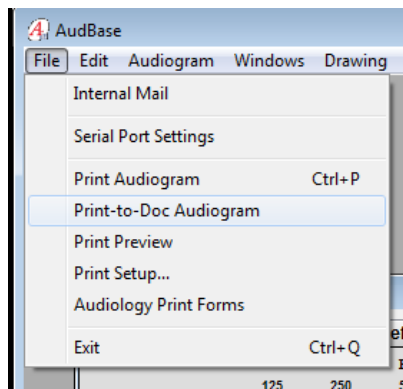 AudBase
File Edit Audiogram Windows Drawing
Internal Mail
Serial Port Settings
Print Audiogram Ctrl+P
Print-to-Doc Audiogram
Print Preview
Print Setup...
Audiology Print Forms
Exit Ctrl+Q
125 250